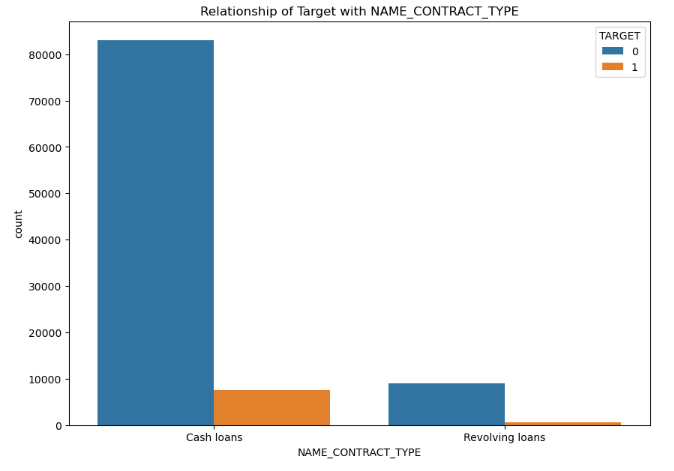 Relationship of Target with NAME_CONTRACT_TYPE
TARGET
0
1
80000
70000
60000
50000
40000
30000
20000
10000
0
count
Cash loans
Revolving loans
NAME_CONTRACT_TYPE